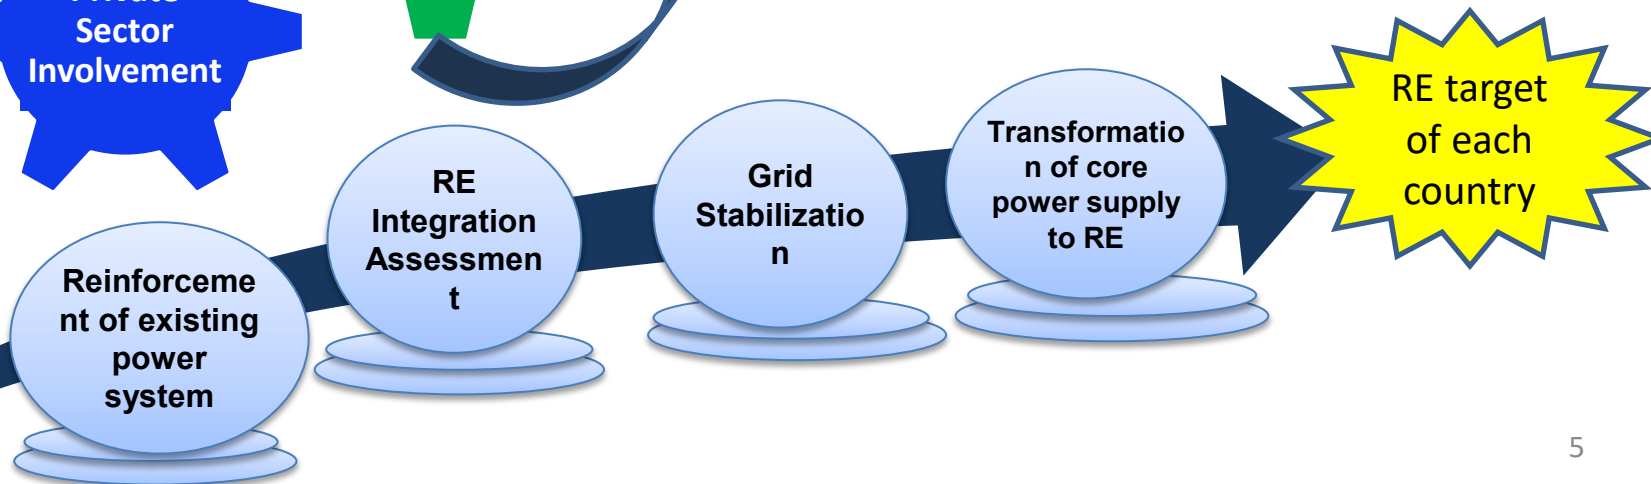 Sector
Involvement
Reinforceme
nt of existing
power
system
RE
Integration
Assessmen
t
Grid
Stabilizatio
n
Transformatio
n of core
power supply
to RE
RE target
of each
country
5